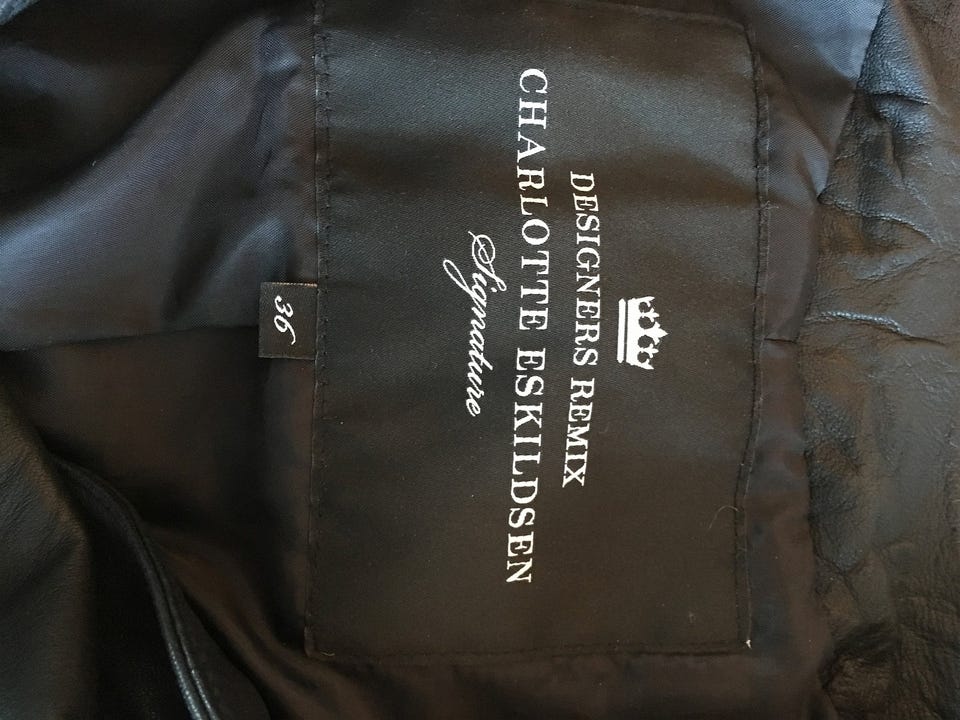 DESIGNERS REMIX
CHARLOTTE ESKILDSEN
Signature
36